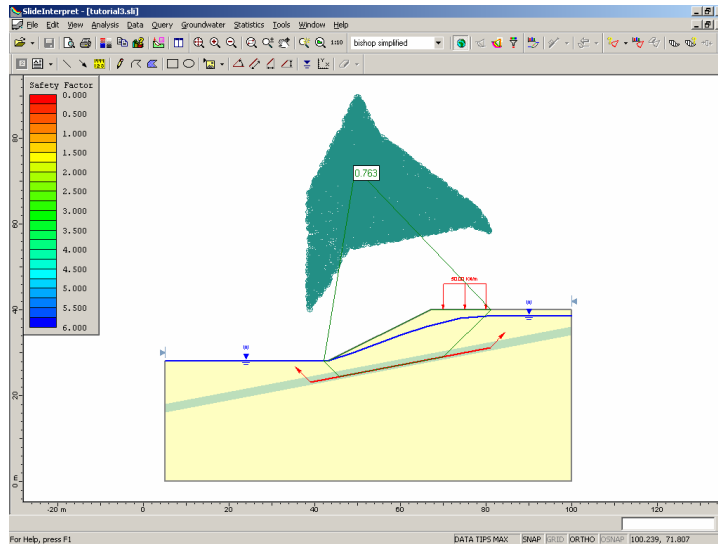 SlideInterpret - [tutorial3.sli]
File Edit View Analysis Data Query Groundwater Statistics Tools Window Help
1:10 bishop simplified
Safety Factor
0.000
0.500
1.000
1.500
2.000
2.500
3.000
3.500
4.000
4.500
5.000
5.500
6.000
0.763
W
W
80
60
40
20
0 m
-20 m 0 20 40 60 80 100 120
For Help, press F1 DATA TIPS MAX SNAP GRID ORTHO OSNAP 100.239, 71.807